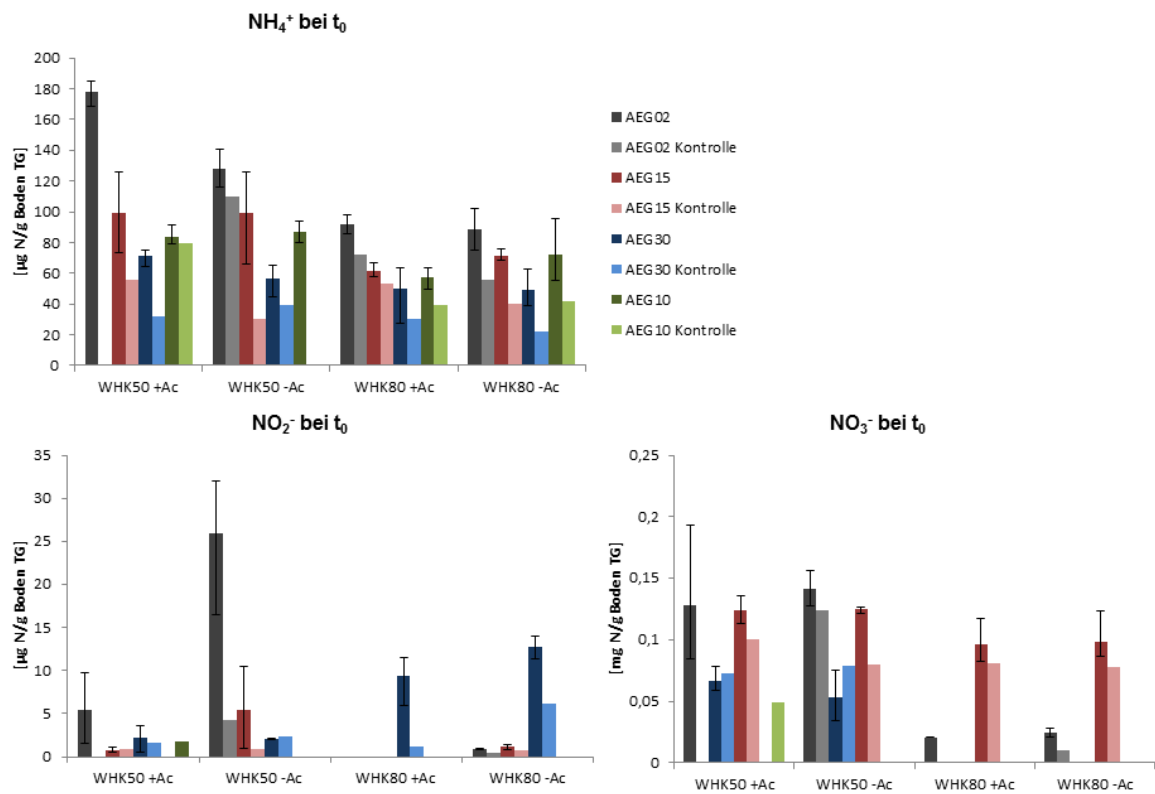 NH₄⁺ bei t₀
[µg N/g Boden TG]
200
180
160
140
120
100
80
60
40
20
0
WHK50 +Ac WHK50 -Ac WHK80 +Ac WHK80 -Ac
AEG02
AEG02 Kontrolle
AEG15
AEG15 Kontrolle
AEG30
AEG30 Kontrolle
AEG10
AEG10 Kontrolle
NO₂⁻ bei t₀
[µg N/g Boden TG]
35
30
25
20
15
10
5
0
WHK50 +Ac WHK50 -Ac WHK80 +Ac WHK80 -Ac
NO₃⁻ bei t₀
[mg N/g Boden TG]
0,25
0,2
0,15
0,1
0,05
0
WHK50 +Ac WHK50 -Ac WHK80 +Ac WHK80 -Ac